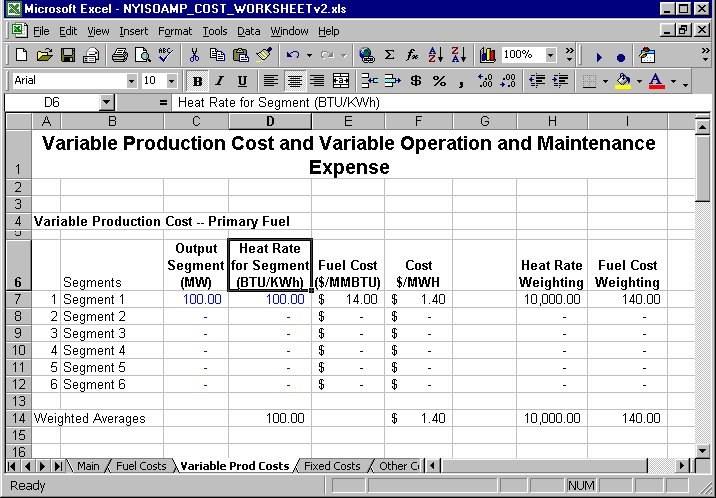 Microsoft Excel - NYISOAMP_COST_WORKSHEETv2.xls
File Edit View Insert Format Tools Data Window Help
100%
Arial 10 B I U $ % ,
D6 = Heat Rate for Segment (BTU/KWh)
A B C D E F G H I
1 Variable Production Cost and Variable Operation and Maintenance
Expense
2
3
4 Variable Production Cost -- Primary Fuel
5
Output Heat Rate
Segment for Segment Fuel Cost Cost Heat Rate Fuel Cost
6 Segments (MW) (BTU/KWh) ($/MMBTU) $/MWH Weighting Weighting
7 1 Segment 1 100.00 100.00 $ 14.00 $ 1.40 10,000.00 140.00
8 2 Segment 2 - - $ - $ - - -
9 3 Segment 3 - - $ - $ - - -
10 4 Segment 4 - - $ - $ - - -
11 5 Segment 5 - - $ - $ - - -
12 6 Segment 6 - - $ - $ - - -
13
14 Weighted Averages 100.00 $ 1.40 10,000.00 140.00
15
16
Main Fuel Costs Variable Prod Costs Fixed Costs Other C
Ready NUM